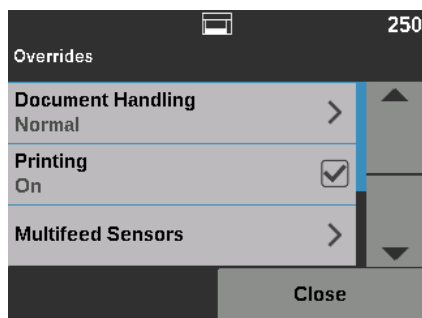 250
Overrides
Document Handling
Normal
Printing
On
Multifeed Sensors
Close